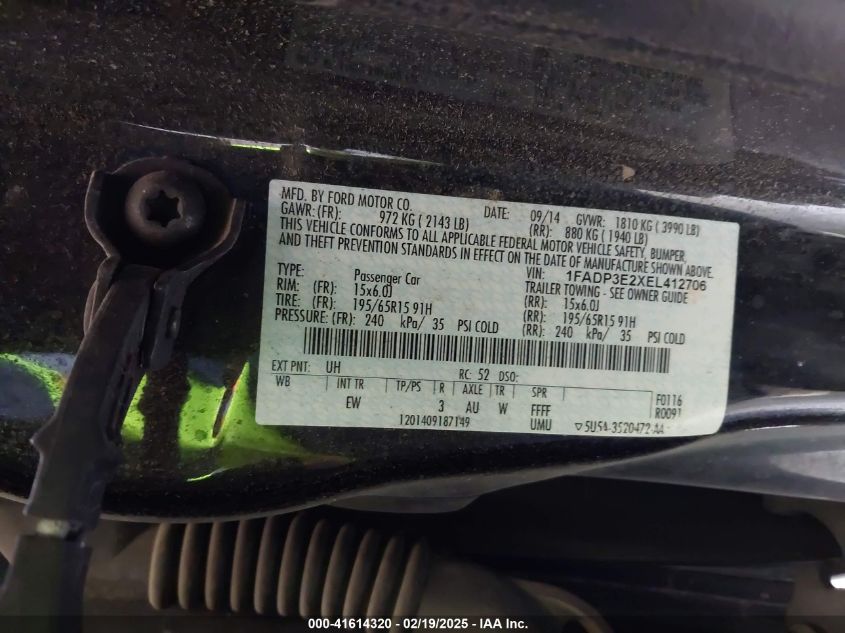 MFD. BY FORD MOTOR CO. DATE: 09/14 GVWR: 1810 KG ( 3990 LB)
GAWR: (FR): 972 KG ( 2143 LB) (RR): 880 KG ( 1940 LB)
THIS VEHICLE CONFORMS TO ALL APPLICABLE FEDERAL MOTOR VEHICLE SAFETY, BUMPER,
AND THEFT PREVENTION STANDARDS IN EFFECT ON THE DATE OF MANUFACTURE SHOWN ABOVE.
VIN: 1FADP3E2XEL412706
TYPE: Passenger Car TRAILER TOWING - SEE OWNER GUIDE
RIM: (FR): 15x6.0J (RR): 15x6.0J
TIRE: (FR): 195/65R15 91H (RR): 195/65R15 91H
PRESSURE: (FR): 240 kPa/ 35 PSI COLD (RR): 240 kPa/ 35 PSI COLD
EXT PNT: UH RC: 52 DSO:
WB INT TR TP/PS R AXLE TR SPR F0116
EW 3 AU W FFFF R0091
1201409187149 UMU ▽5U5A-3520472-AA
000-41614320 - 02/19/2025 - IAA Inc.